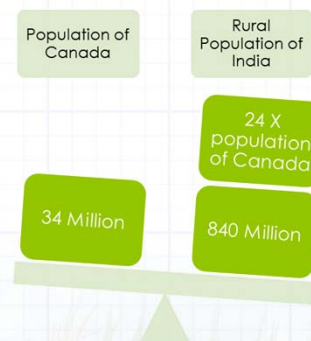 Population of
Canada
Rural
Population of
India
24 X
population
of Canada
34 Million
840 Million